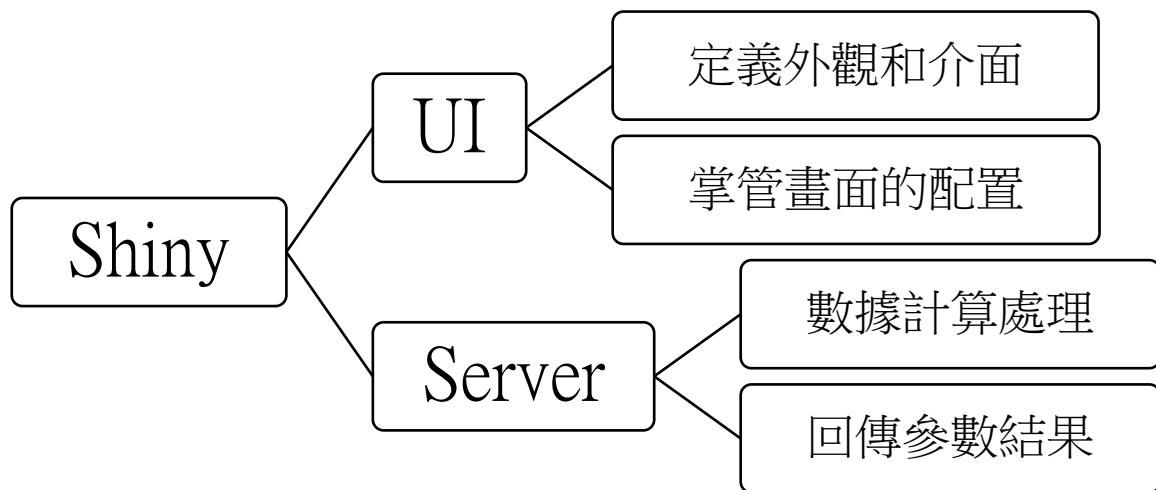 Shiny
UI
定義外觀和介面
掌管畫面的配置
Server
數據計算處理
回傳參數結果